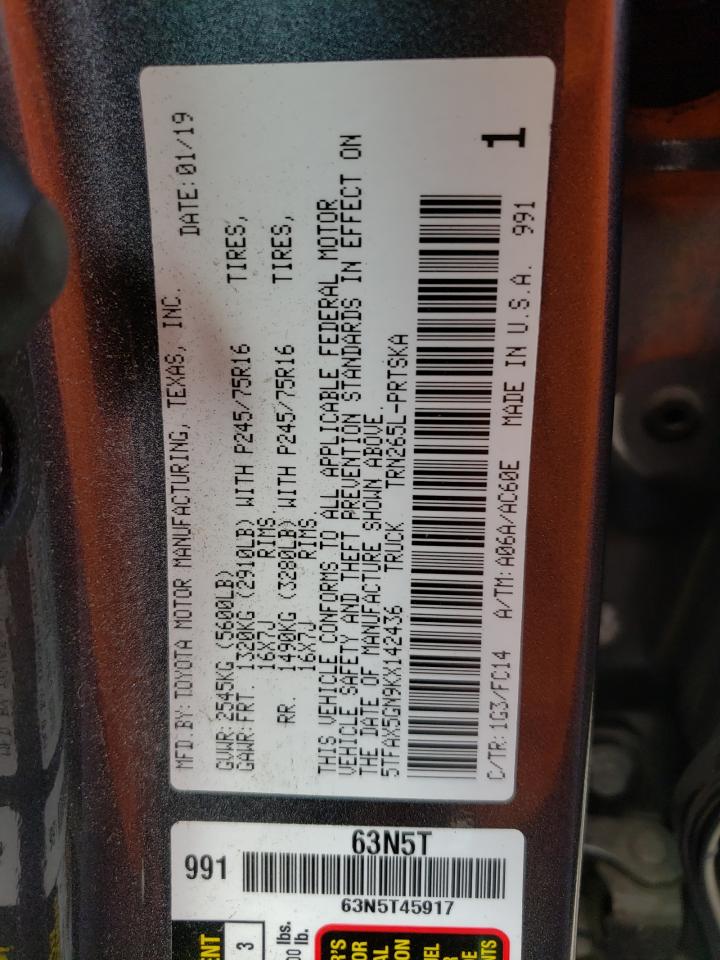 MFD.BY:TOYOTA MOTOR MANUFACTURING, TEXAS, INC. DATE:01/19
GVWR:2545KG (5600LB)
GAWR:FRT. 1320KG (2910LB) WITH P245/75R16 TIRES,
16X7J RIMS
RR. 1490KG (3280LB) WITH P245/75R16 TIRES,
16X7J RIMS
THIS VEHICLE CONFORMS TO ALL APPLICABLE FEDERAL MOTOR
VEHICLE SAFETY AND THEFT PREVENTION STANDARDS IN EFFECT ON
THE DATE OF MANUFACTURE SHOWN ABOVE.
5TFAX5GN9KX142436 TRUCK TRN265L-PRTSKA
C/TR:1G3/FC14 A/TM:A06A/AC60E MADE IN U.S.A. 991
1
63N5T
991
63N5T45917
3
lbs.
lb.